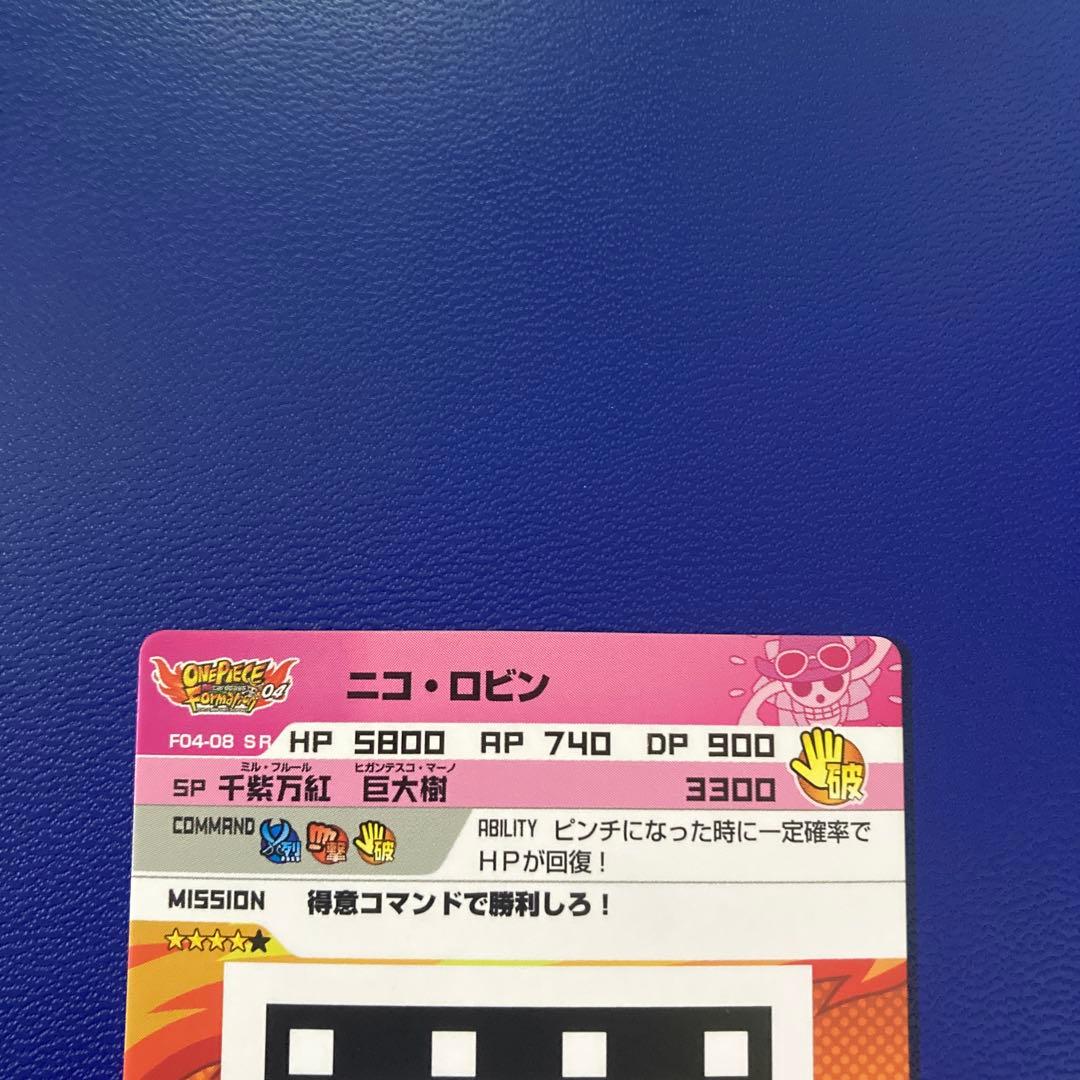 ONE PIECE
Formation 04
ニコ・ロビン
F04-08 SR HP 5800 AP 740 DP 900
破
ミル・フルール ヒガンテスコ・マーノ
SP 千紫万紅 巨大樹 3300
COMMAND 烈 撃 破
ABILITY ピンチになった時に一定確率で
HPが回復!
MISSION 得意コマンドで勝利しろ!